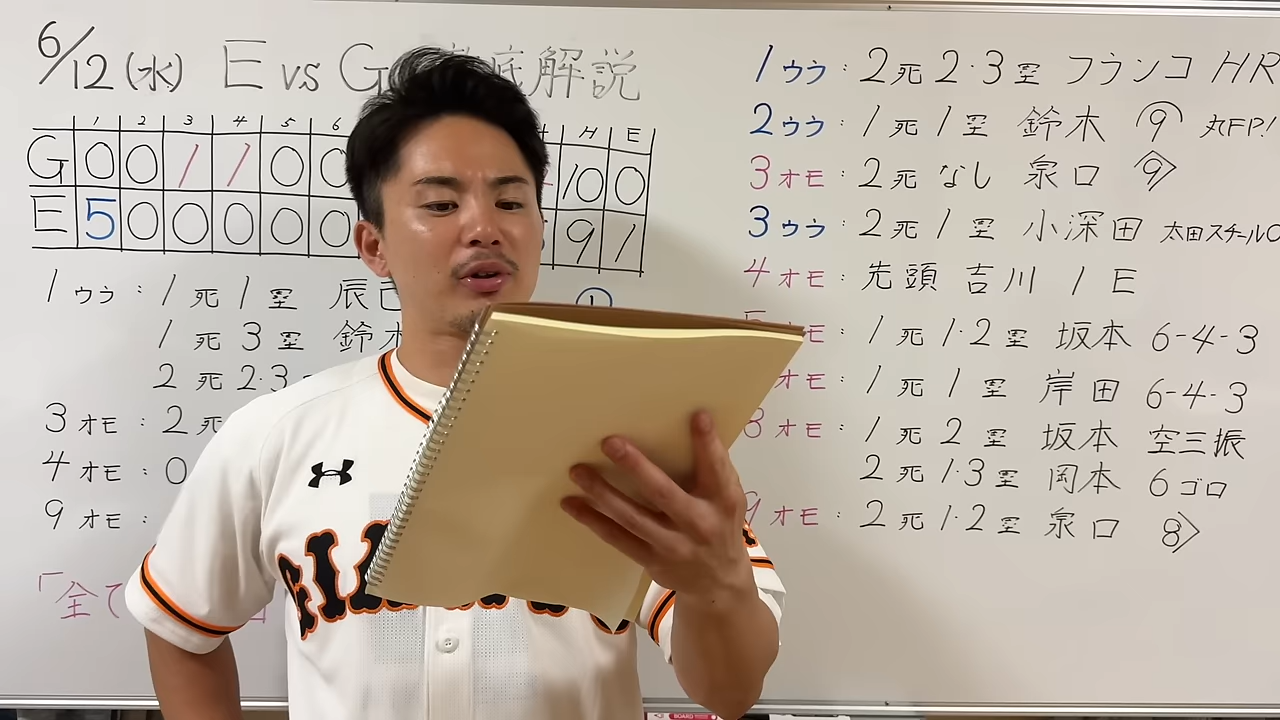 6/12(水) E vs G 底解説
1 2 3 4 5 6 H E
G 0 0 1 1 0 0 10 0
E 5 0 0 0 0 0 9 1
1ウラ:1死1塁 辰己 ①
1死3塁 鈴木
2死2·3
3オモ:2死
4オモ:0
9オモ:
「全て
1ウラ:2死2·3塁 フランコ HR
2ウラ:1死1塁 鈴木 9 丸FP!
3オモ:2死なし 泉口 9
3ウラ:2死1塁 小深田 太田スチール
4オモ:先頭 吉川 1E
オモ:1死1·2塁 坂本 6-4-3
オモ:1死1塁 岸田 6-4-3
8オモ:1死2塁 坂本 空三振
2死1·3塁 岡本 6ゴロ
9オモ:2死1·2塁 泉口 8
GIA
BOARD